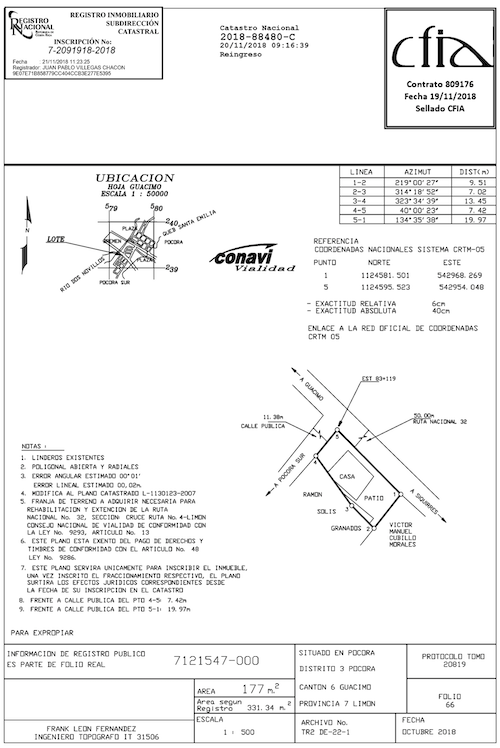 REGISTRO
NACIONAL
REGISTRO INMOBILIARIO
SUBDIRECCIÓN
CATASTRAL
INSCRIPCIÓN No:
7-2091918-2018
Fecha : 21/11/2018 11:23:25
Registrador: JUAN PABLO VILLEGAS CHACON
9E07E71B858779CC404CCB3E277E5395
Catastro Nacional
2018-88480-C
20/11/2018 09:16:39
Reingreso
cfia
Contrato 809176
Fecha 19/11/2018
Sellado CFIA
UBICACION
HOJA GUACIMO
ESCALA 1 : 50000
579 580
240
QUEB SANTA EMILIA
PLAZA
LOTE
POCORA
PLAZA
RIO DOS NOVILLOS
239
POCORA SUR
conavi
Vialidad
LINEA AZIMUT DIST(m)
1-2 219°00'27" 9.51
2-3 314°18'52" 7.02
3-4 323°34'39" 13.45
4-5 40°00'23" 7.42
5-1 134°35'38" 19.97
REFERENCIA
COORDENADAS NACIONALES SISTEMA CRTM-05
PUNTO NORTE ESTE
1 1124581.501 542968.269
5 1124595.523 542954.048
- EXACTITUD RELATIVA 6cm
- EXACTITUD ABSOLUTA 40cm
ENLACE A LA RED OFICIAL DE COORDENADAS
CRTM 05
A GUACIMO
EST 83+119
11.38m
CALLE PUBLICA
50.00m
RUTA NACIONAL 32
5
4
A POCORA SUR
CASA
RAMON
PATIO
1
A SIQUIRRES
SOLIS
3
GRANADOS
2
VICTOR
MANUEL
CUBILLO
MORALES
NOTAS :
1. LINDEROS EXISTENTES
2. POLIGONAL ABIERTA Y RADIALES
3. ERROR ANGULAR ESTIMADO 00°01'
ERROR LINEAL ESTIMADO 00,02m.
4. MODIFICA AL PLANO CATASTRADO L-1130123-2007
5. FRANJA DE TERRENO A ADQUIRIR NECESARIA PARA
REHABILITACION Y EXTENCION DE LA RUTA
NACIONAL No. 32, SECCION: CRUCE RUTA No. 4-LIMON
CONSEJO NACIONAL DE VIALIDAD DE CONFORMIDAD CON
LA LEY No. 9293, ARTICULO No. 13
6. ESTE PLANO ESTA EXENTO DEL PAGO DE DERECHOS Y
TIMBRES DE CONFORMIDAD CON EL ARTICULO No. 48
LEY No. 9286.
7. ESTE PLANO SERVIRA UNICAMENTE PARA INSCRIBIR EL INMUEBLE,
UNA VEZ INSCRITO EL FRACCIONAMIENTO RESPECTIVO, EL PLANO
SURTIRA LOS EFECTOS JURIDICOS CORRESPONDIENTES DESDE
LA FECHA DE SU INSCRIPCION EN EL CATASTRO
8. FRENTE A CALLE PUBLICA DEL PTO 4-5: 7.42m
9. FRENTE A CALLE PUBLICA DEL PTO 5-1: 19.97m
PARA EXPROPIAR
INFORMACION DE REGISTRO PUBLICO
ES PARTE DE FOLIO REAL
7121547-000
SITUADO EN POCORA
DISTRITO 3 POCORA
CANTON 6 GUACIMO
PROVINCIA 7 LIMON
PROTOCOLO TOMO
20819
AREA 177 m.²
Area segun
Registro 331.34 m.²
FOLIO
66
FRANK LEON FERNANDEZ
INGENIERO TOPOGRAFO IT 31506
ESCALA
1 : 500
ARCHIVO No.
TR2 DE-22-1
FECHA
OCTUBRE 2018